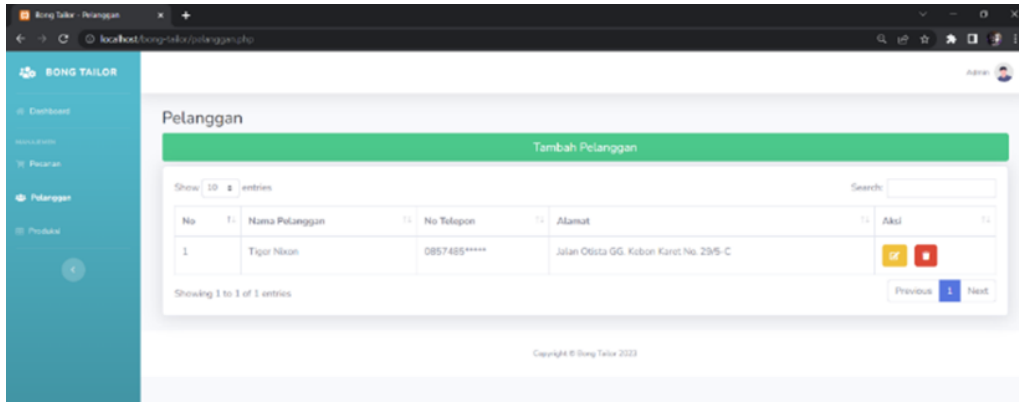 Bong Tailor - Pelanggan
localhost/bong-tailor/pelanggan.php
BONG TAILOR
Admin
Dashboard
Pelanggan
Tambah Pelanggan
Pesanan
Show 10 entries
Search:
Pelanggan
No Nama Pelanggan No Telepon Alamat Aksi
Produksi
1 Tiger Nixon 0857485***** Jalan Otista GG. Kebon Karet No. 29/5-C
Showing 1 to 1 of 1 entries
Previous 1 Next
Copyright © Bong Tailor 2023